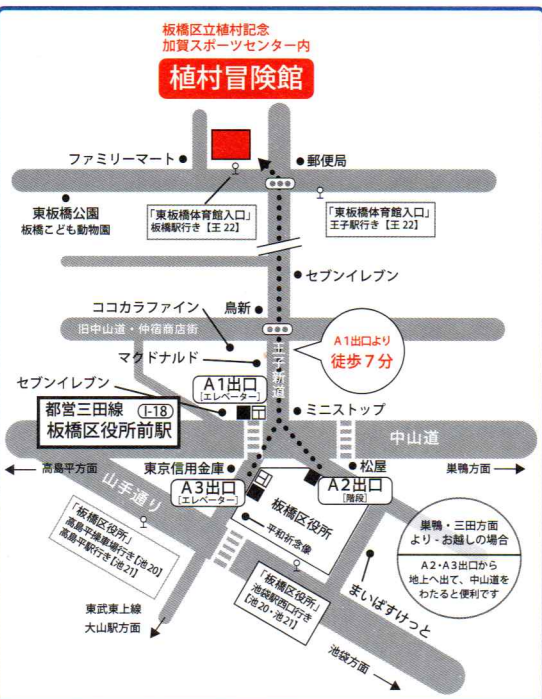 板橋区立植村記念
加賀スポーツセンター内
植村冒険館
ファミリーマート
郵便局
東板橋公園
板橋こども動物園
「東板橋体育館入口」
板橋駅行き【王22】
「東板橋体育館入口」
王子駅行き【王22】
セブンイレブン
ココカラファイン
鳥新
旧中山道・仲宿商店街
マクドナルド
王子新道
A1出口より
徒歩7分
セブンイレブン
A1出口
[エレベーター]
都営三田線 I-18
板橋区役所前駅
ミニストップ
中山道
高島平方面
東京信用金庫
松屋
巣鴨方面
山手通り
A3出口
[エレベーター]
A2出口
[階段]
板橋区役所
平和祈念像
「板橋区役所」
高島平操車場行き【池20】
高島平駅行き【池21】
巣鴨・三田方面
より-お越しの場合
A2・A3出口から
地上へ出て、中山道を
わたると便利です
「板橋区役所」
池袋駅西口行き
【池20・池21】
まいばすけっと
東武東上線
大山駅方面
池袋方面